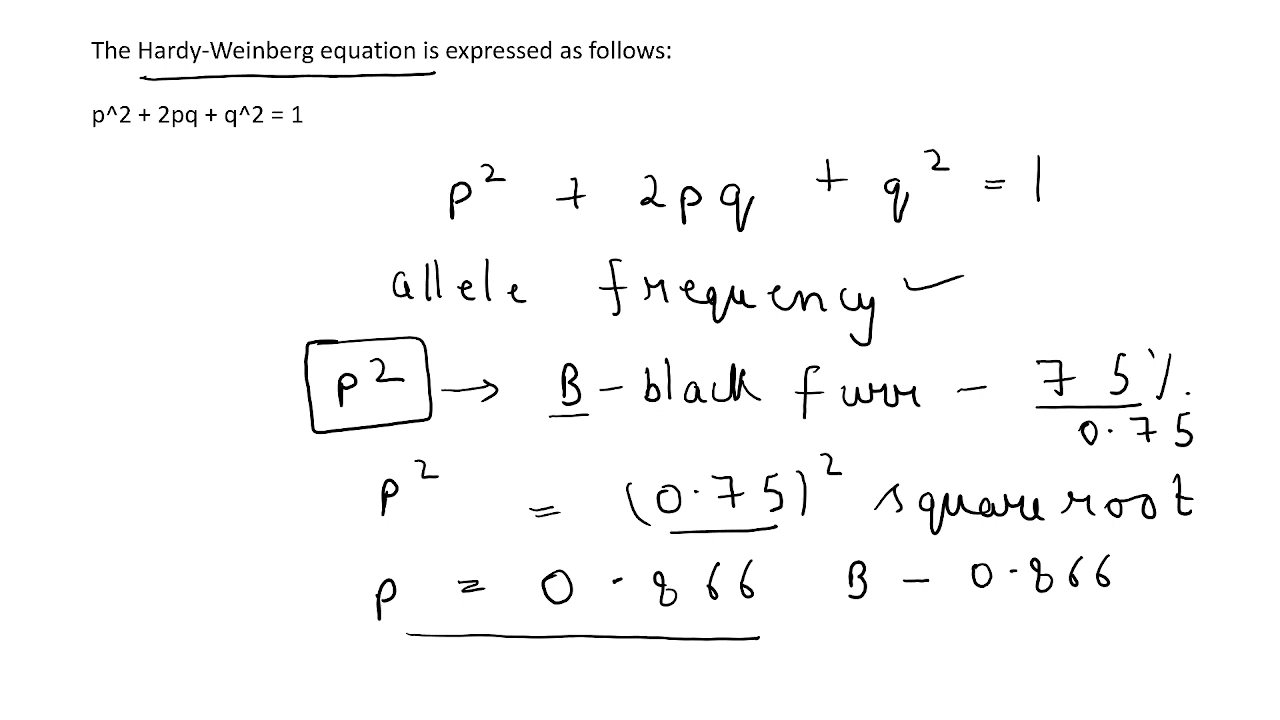 The Hardy-Weinberg equation is expressed as follows:
p^2 + 2pq + q^2 = 1
p² + 2pq + q² = 1
allele frequency ✓
p² → B - black furr - 75%.
0.75
p² = (0.75)² square root
p = 0.866 B - 0.866